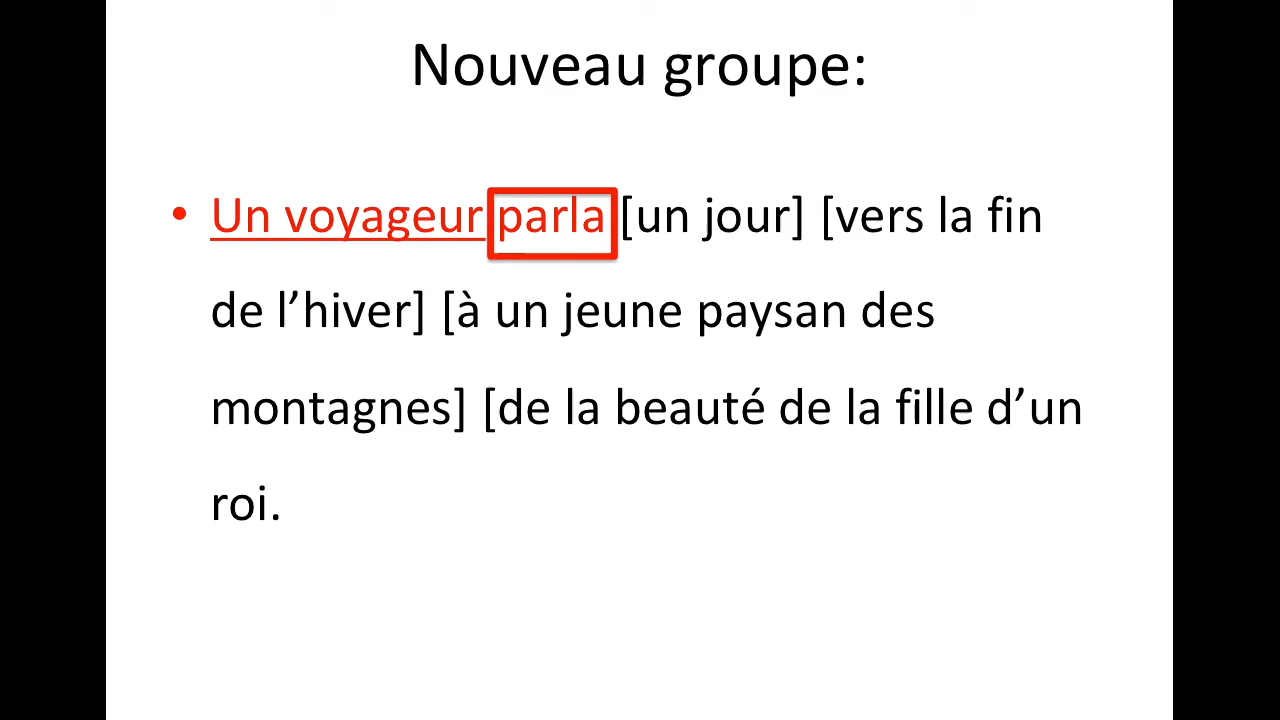 Nouveau groupe:
• Un voyageur parla [un jour] [vers la fin
de l’hiver] [à un jeune paysan des
montagnes] [de la beauté de la fille d’un
roi.